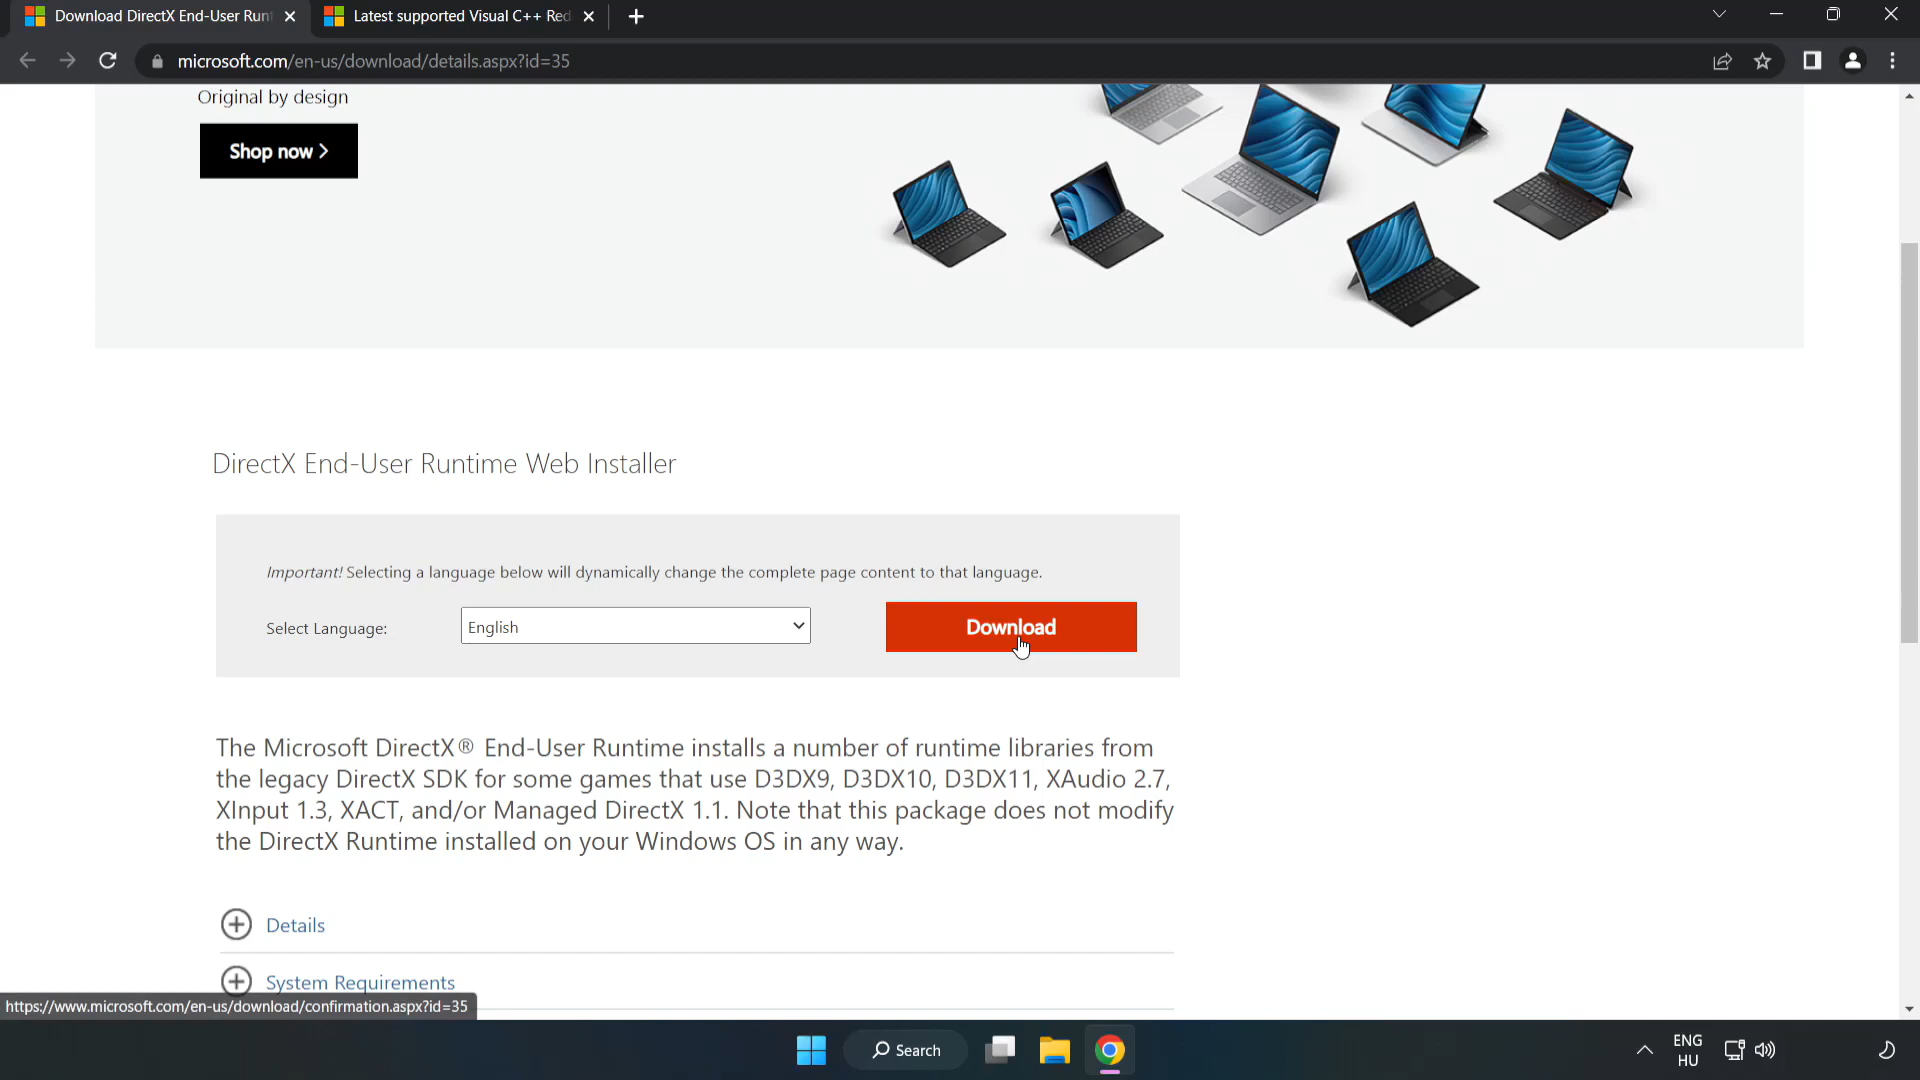 Download DirectX End-User Runt
Latest supported Visual C++ Red
microsoft.com/en-us/download/details.aspx?id=35
Original by design
Shop now >
DirectX End-User Runtime Web Installer
Important! Selecting a language below will dynamically change the complete page content to that language.
Select Language:
English
Download
The Microsoft DirectX® End-User Runtime installs a number of runtime libraries from
the legacy DirectX SDK for some games that use D3DX9, D3DX10, D3DX11, XAudio 2.7,
XInput 1.3, XACT, and/or Managed DirectX 1.1. Note that this package does not modify
the DirectX Runtime installed on your Windows OS in any way.
Details
System Requirements
https://www.microsoft.com/en-us/download/confirmation.aspx?id=35
Search
ENG
HU